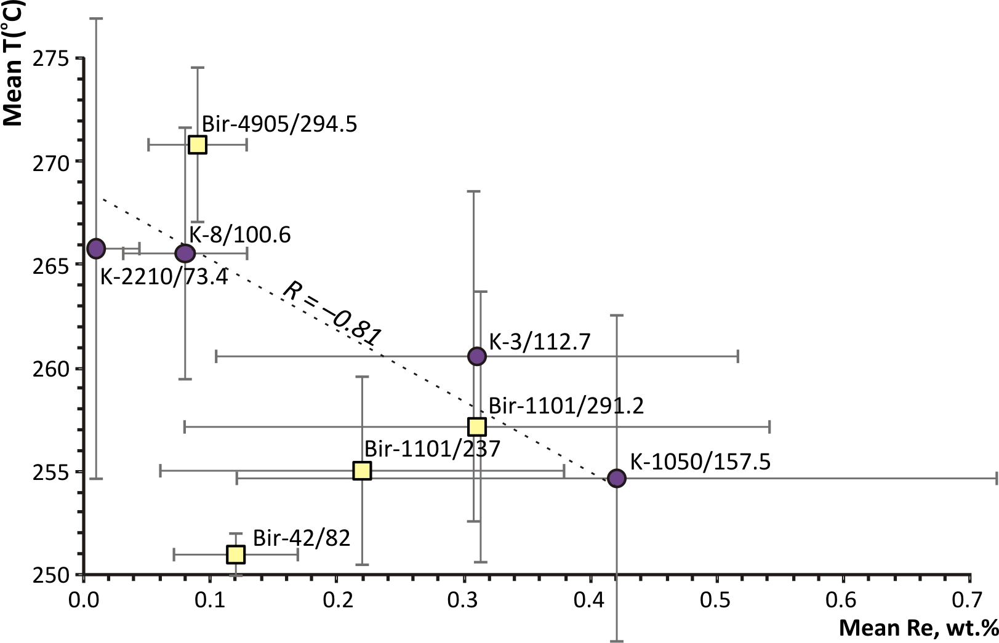 Mean T(°C)
275
Bir-4905/294.5
270
K-8/100.6
265
K-2210/73.4
R = –0.81
K-3/112.7
260
Bir-1101/291.2
Bir-1101/237
K-1050/157.5
255
Bir-42/82
250
0.0 0.1 0.2 0.3 0.4 0.5 0.6 0.7
Mean Re, wt.%